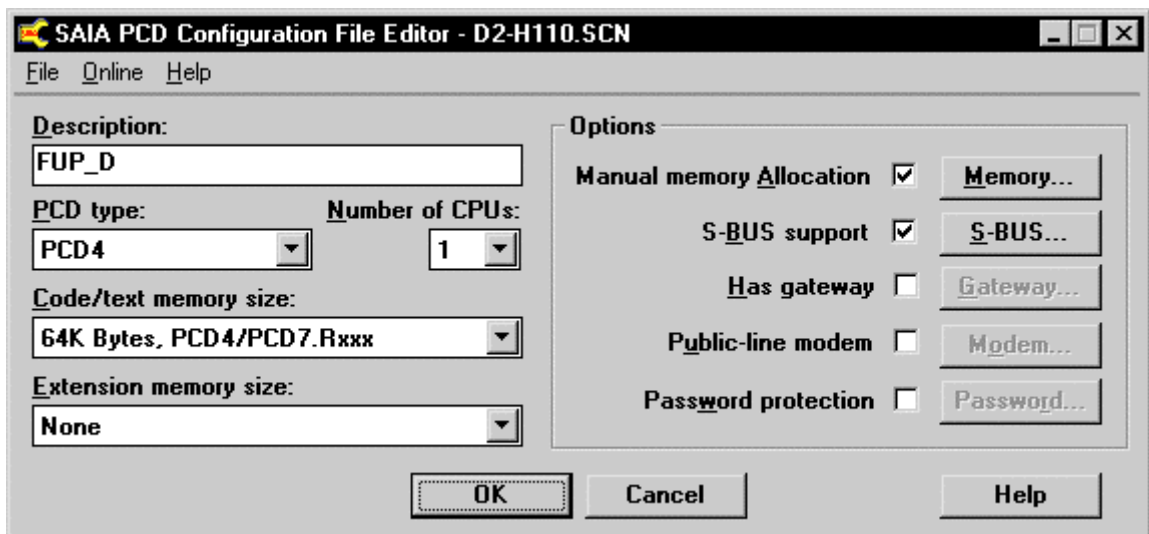 SAIA PCD Configuration File Editor - D2-H110.SCN
File Online Help
Description:
FUP_D
PCD type:
Number of CPUs:
PCD4
1
Code/text memory size:
64K Bytes, PCD4/PCD7.Rxxx
Extension memory size:
None
Options
Manual memory Allocation
Memory...
S-BUS support
S-BUS...
Has gateway
Gateway...
Public-line modem
Modem...
Password protection
Password...
OK
Cancel
Help